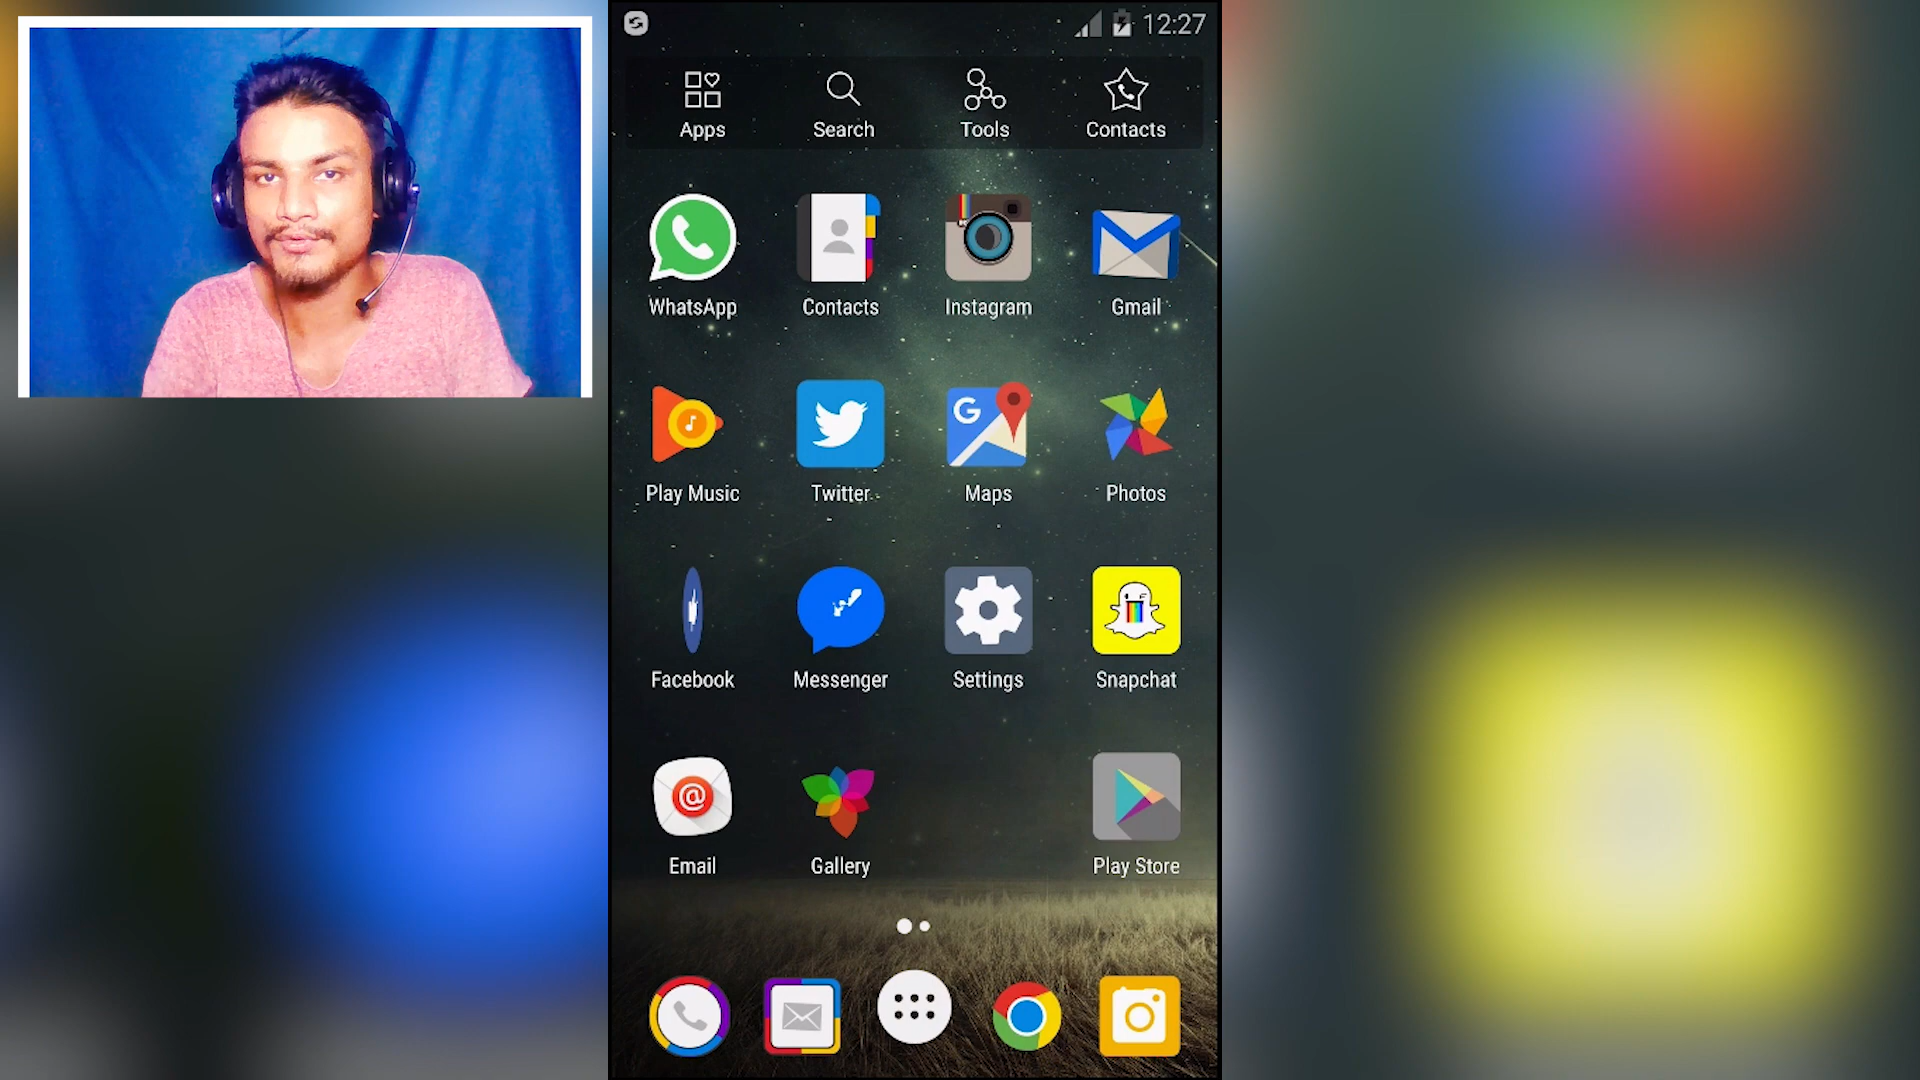 12:27
Apps Search Tools Contacts
WhatsApp Contacts Instagram Gmail
G
Play Music Twitter Maps Photos
Facebook Messenger Settings Snapchat
@
Email Gallery Play Store